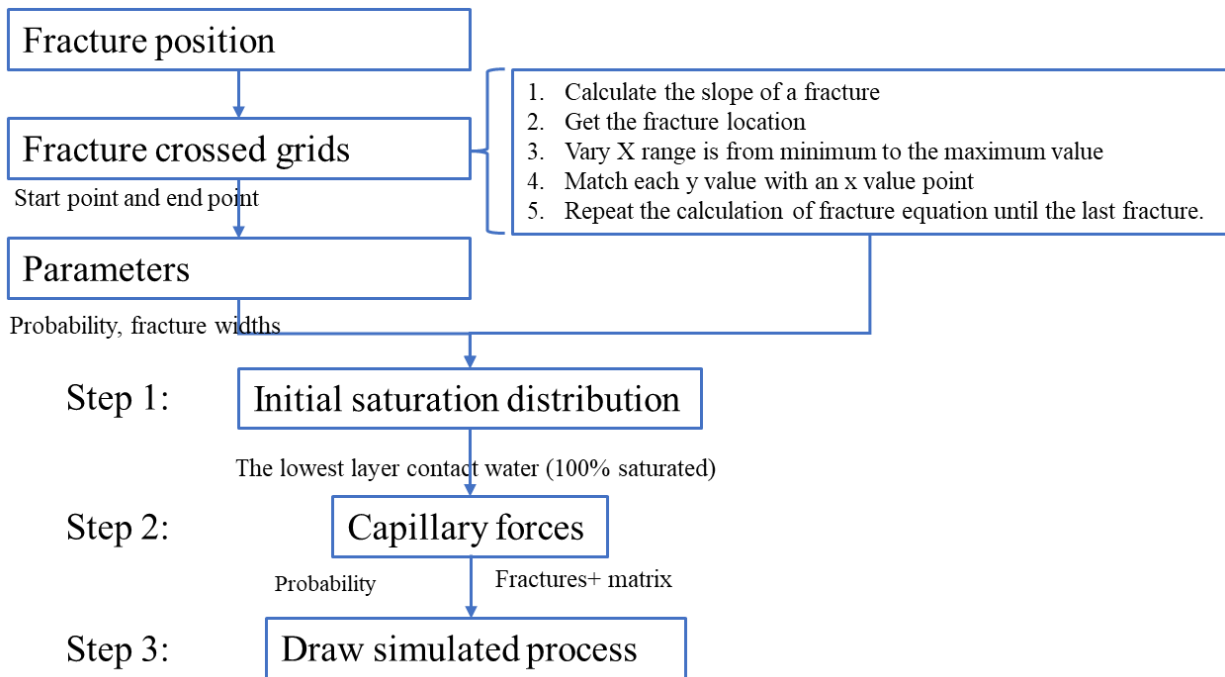 Fracture position
Fracture crossed grids
1. Calculate the slope of a fracture
2. Get the fracture location
3. Vary X range is from minimum to the maximum value
4. Match each y value with an x value point
5. Repeat the calculation of fracture equation until the last fracture.
Start point and end point
Parameters
Probability, fracture widths
Step 1:
Initial saturation distribution
The lowest layer contact water (100% saturated)
Step 2:
Capillary forces
Probability
Fractures+ matrix
Step 3:
Draw simulated process